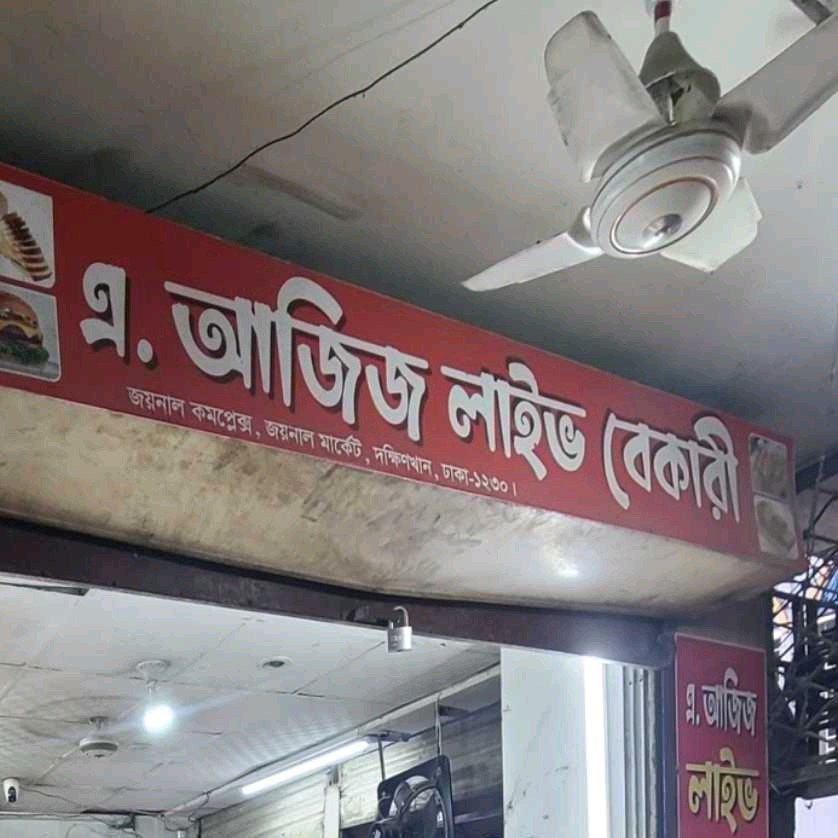 এ. আজিজ লাইভ বেকারী
জয়নাল কমপ্লেক্স, জয়নাল মার্কেট, দক্ষিণখান, ঢাকা-১২৩০।
এ. আজিজ
লাইভ